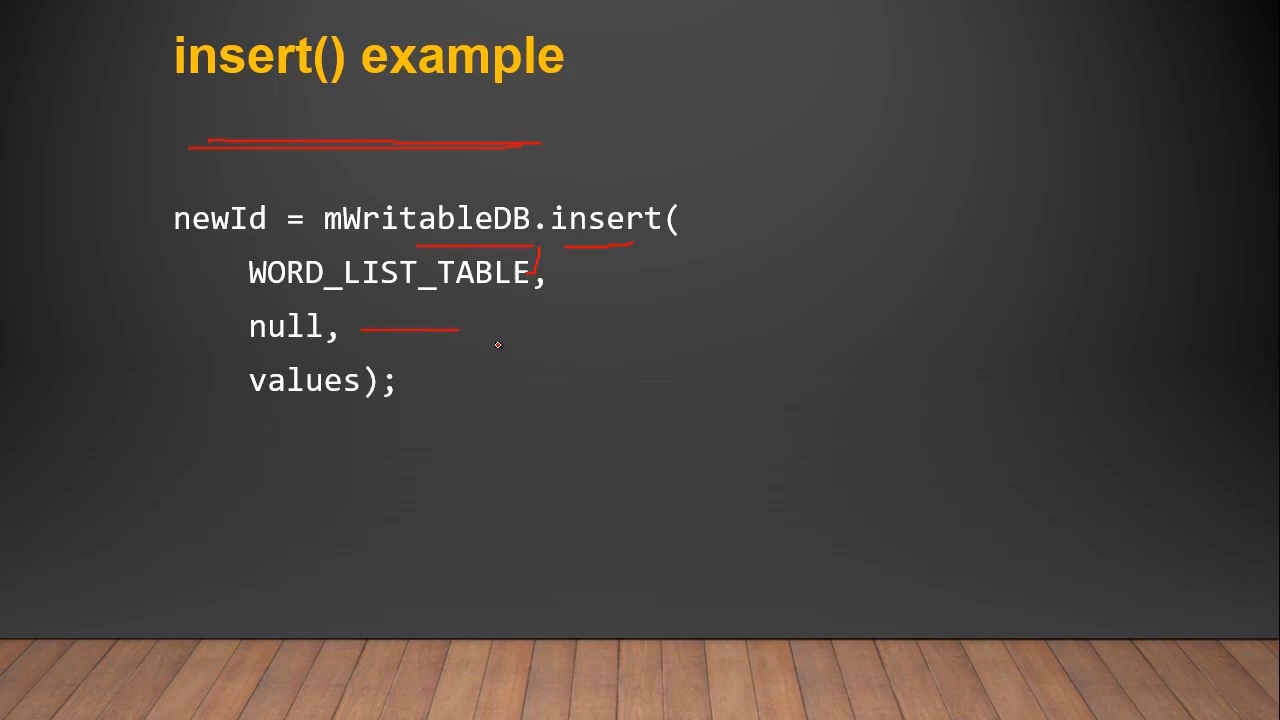 insert() example
newId = mWritableDB.insert(
WORD_LIST_TABLE,
null,
values);